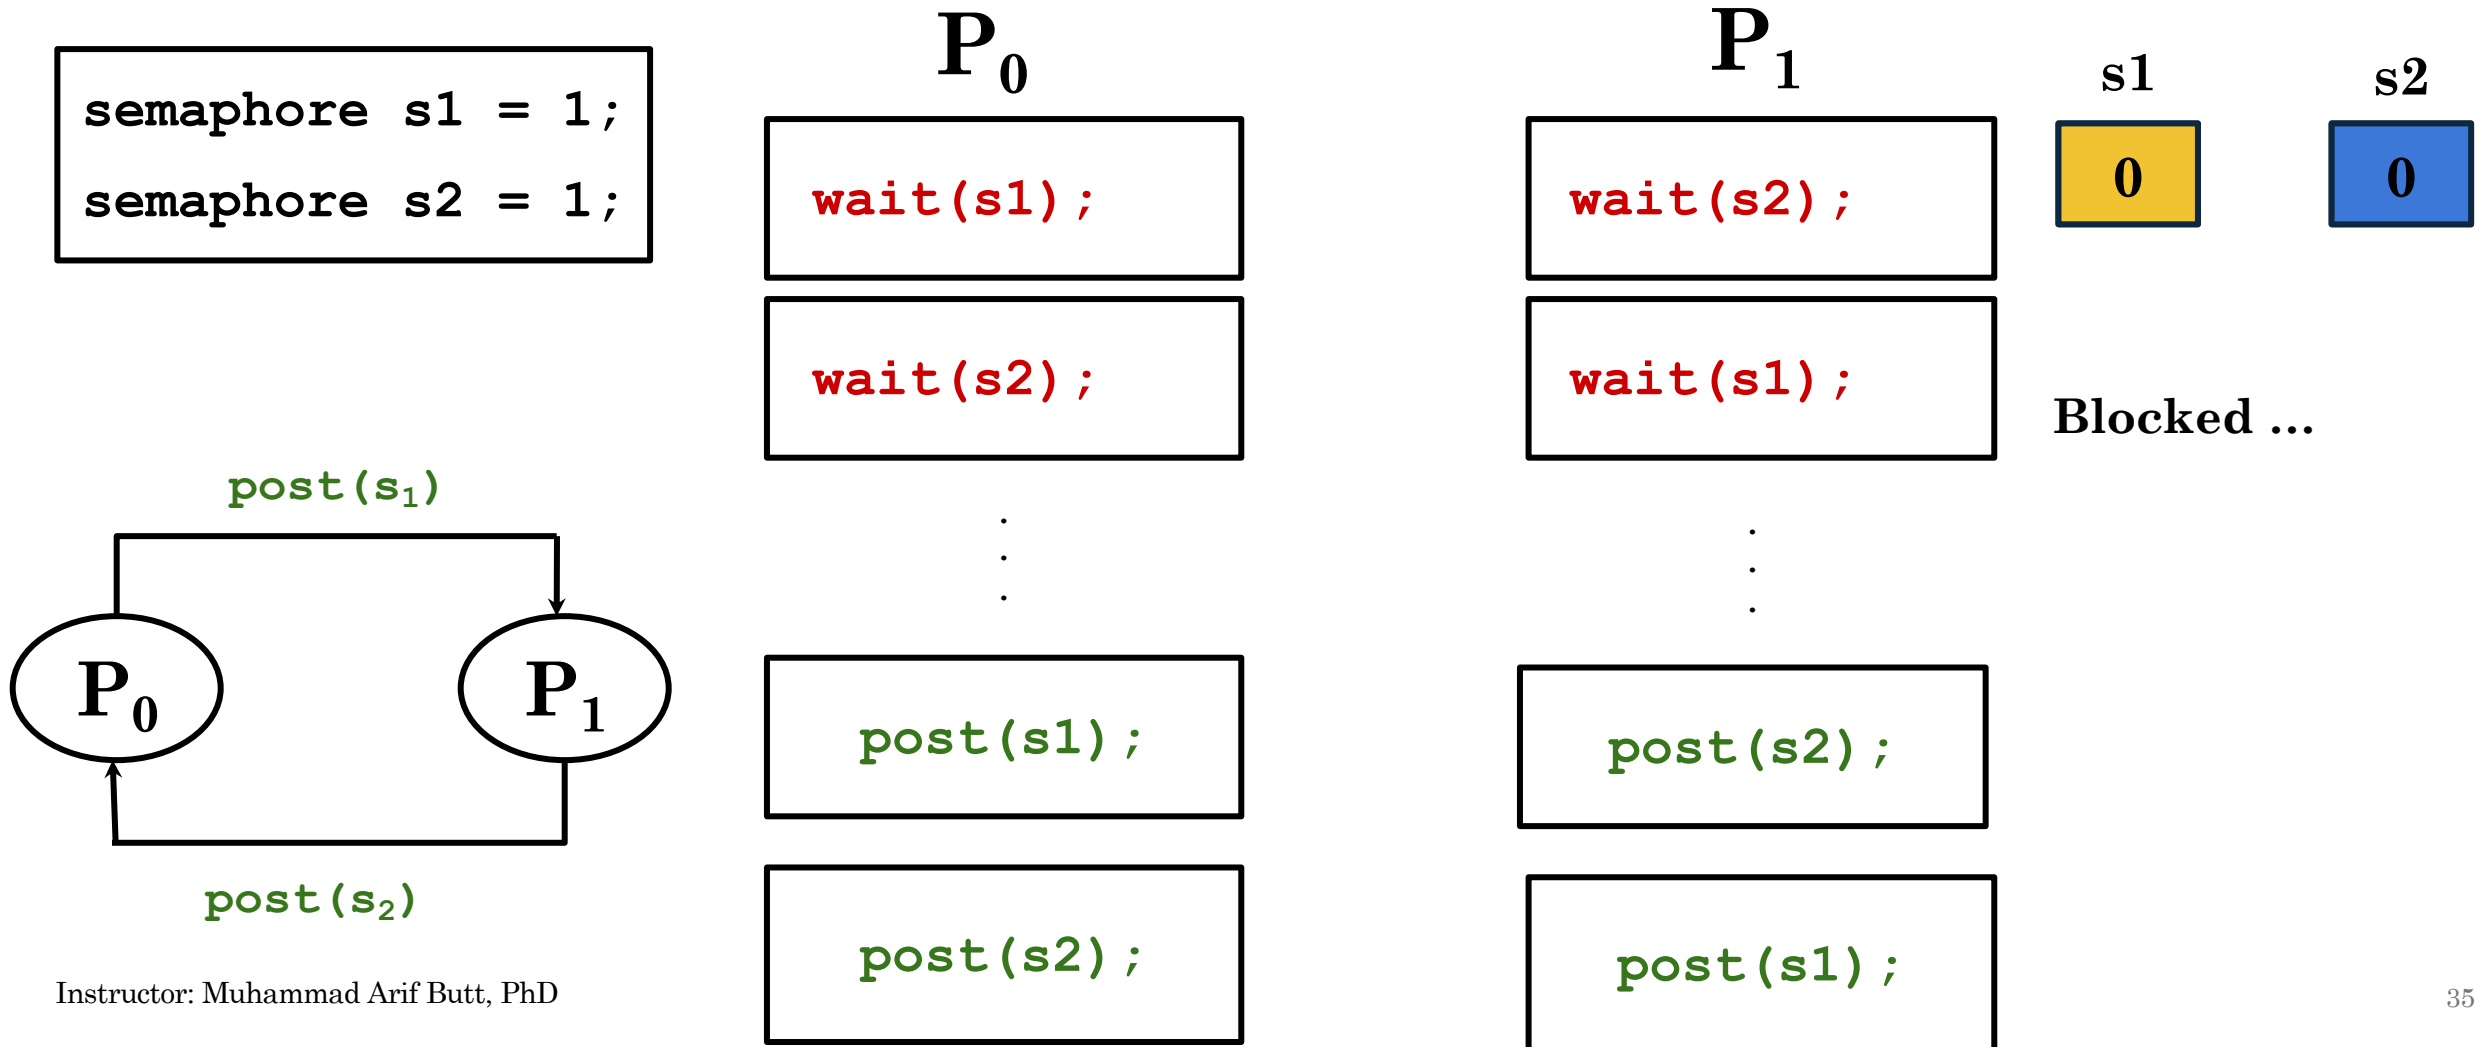 semaphore s1 = 1;
semaphore s2 = 1;
P0
wait(s1);
wait(s2);
.
.
.
post(s1);
post(s2);
P1
wait(s2);
wait(s1);
.
.
.
post(s2);
post(s1);
s1 s2
0 0
Blocked ...
post(s1)
P0 P1
post(s2)
Instructor: Muhammad Arif Butt, PhD
35